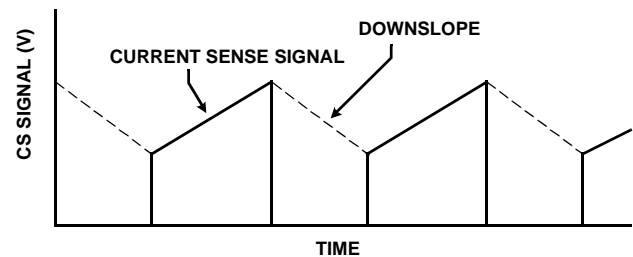 DOWNSLOPE
CURRENT SENSE SIGNAL
CS SIGNAL (V)
TIME